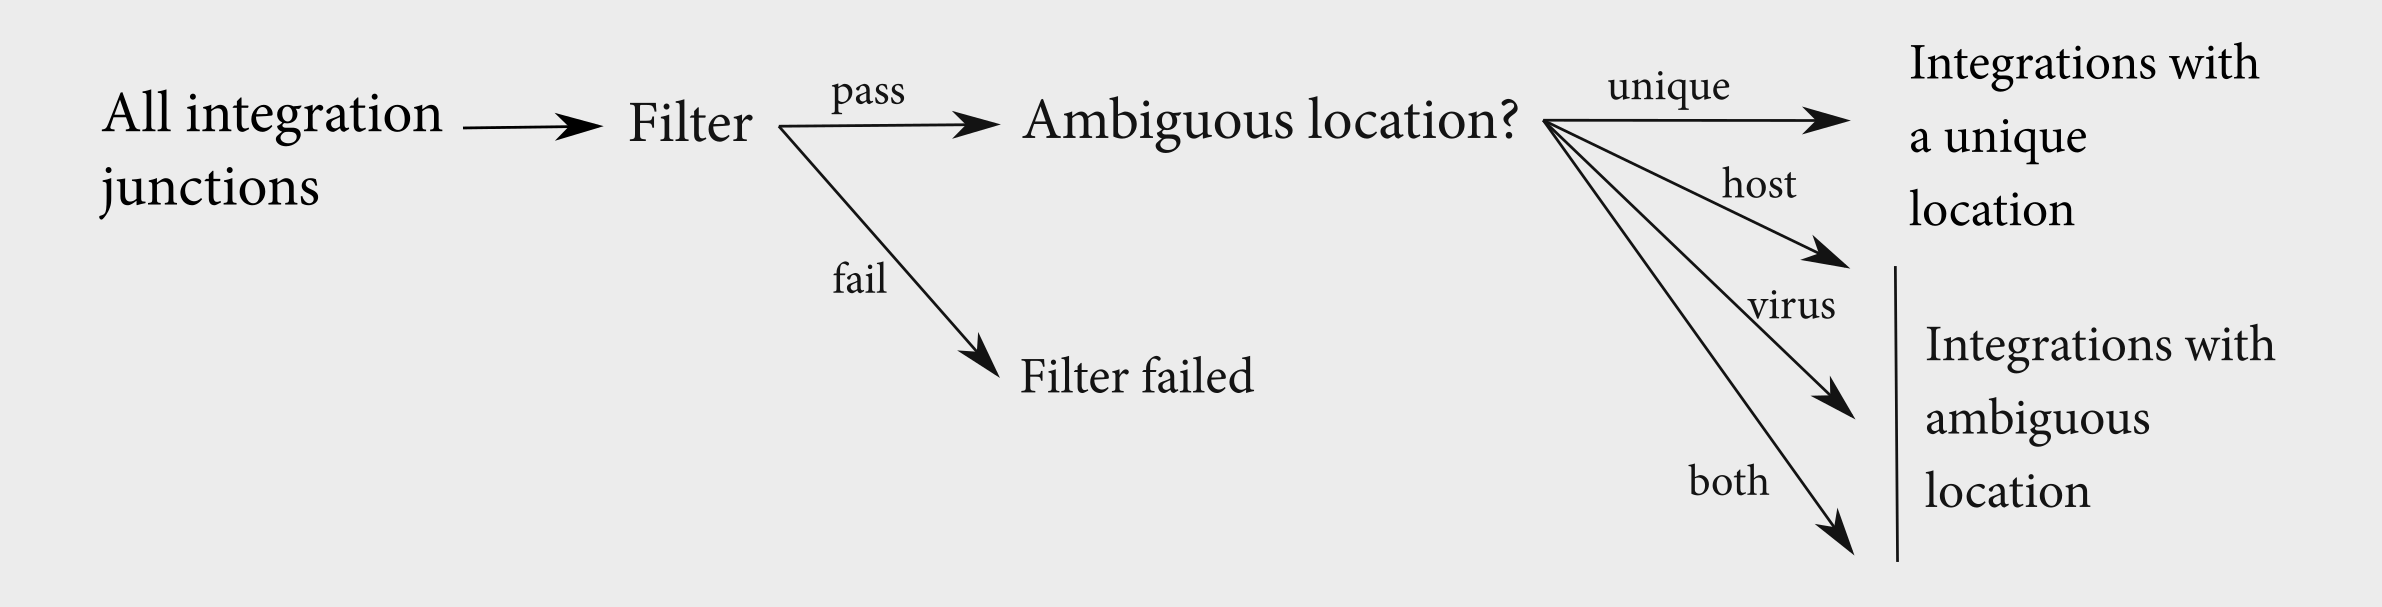 All integration
junctions
Filter
pass
fail
Ambiguous location?
Filter failed
unique
host
virus
both
Integrations with
a unique
location
Integrations with
ambiguous
location